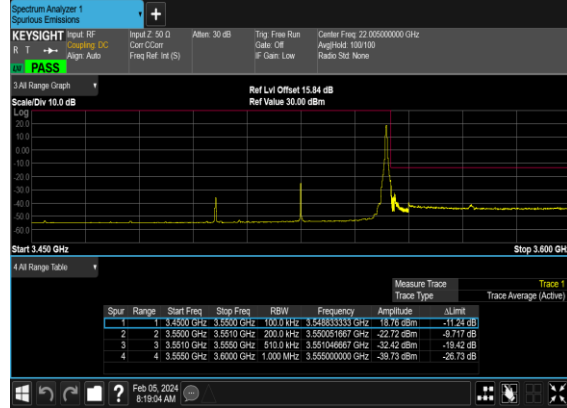 Spectrum Analyzer 1
Spurious Emissions
KEYSIGHT Input: RF Input Z: 50 Ω Atten: 30 dB Trig: Free Run Center Freq: 22.005000000 GHz
R T Coupling: DC Corr CCorr Gate: Off Avg|Hold: 100/100
Align: Auto Freq Ref: Int (S) IF Gain: Low Radio Std: None
PASS
3 All Range Graph
Ref Lvl Offset 15.84 dB
Scale/Div 10.0 dB Ref Value 30.00 dBm
Log
20.0
10.0
0.00
-10.0
-20.0
-30.0
-40.0
-50.0
-60.0
Start 3.450 GHz Stop 3.600 GH
4 All Range Table
Measure Trace Trace 1
Trace Type Trace Average (Active)
Spur Range Start Freq Stop Freq RBW Frequency Amplitude ΔLimit
1 1 3.4500 GHz 3.5500 GHz 100.0 kHz 3.548833333 GHz 18.76 dBm -11.24 dB
2 2 3.5500 GHz 3.5510 GHz 200.0 kHz 3.550051667 GHz -22.72 dBm -9.717 dB
3 3 3.5510 GHz 3.5550 GHz 510.0 kHz 3.551046667 GHz -32.42 dBm -19.42 dB
4 4 3.5550 GHz 3.6000 GHz 1.000 MHz 3.555000000 GHz -39.73 dBm -26.73 dB
Feb 05, 2024
8:19:04 AM